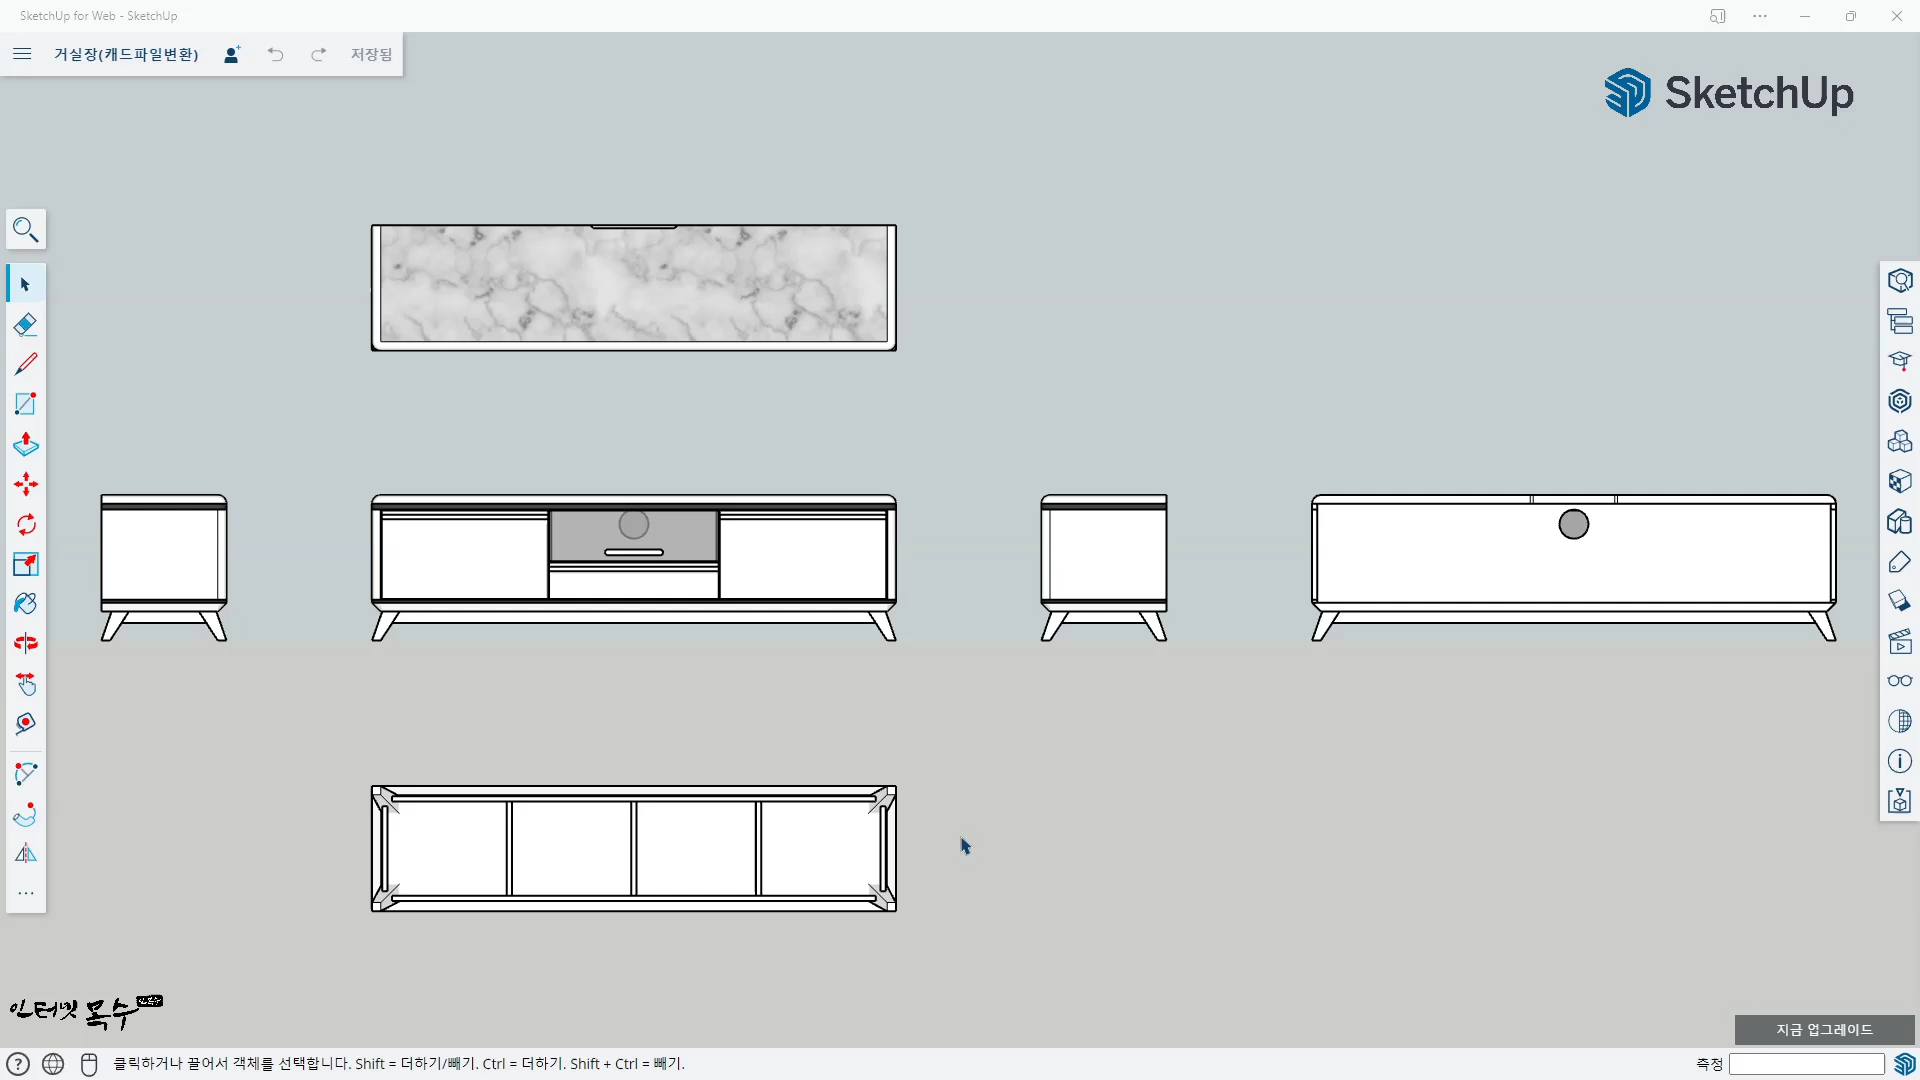 SketchUp for Web - SketchUp
거실장(캐드파일변환)
저장됨
SketchUp
인터넷 목수
지금 업그레이드
클릭하거나 끌어서 객체를 선택합니다. Shift = 더하기/빼기. Ctrl = 더하기. Shift + Ctrl = 빼기.
측정